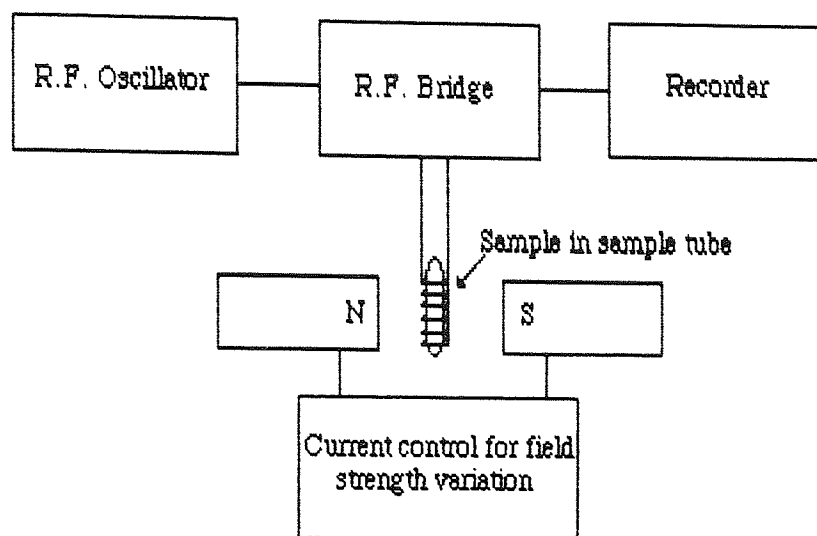 R.F. Oscillator
R.F. Bridge
Recorder
Sample in sample tube
N
S
Current control for field
strength variation